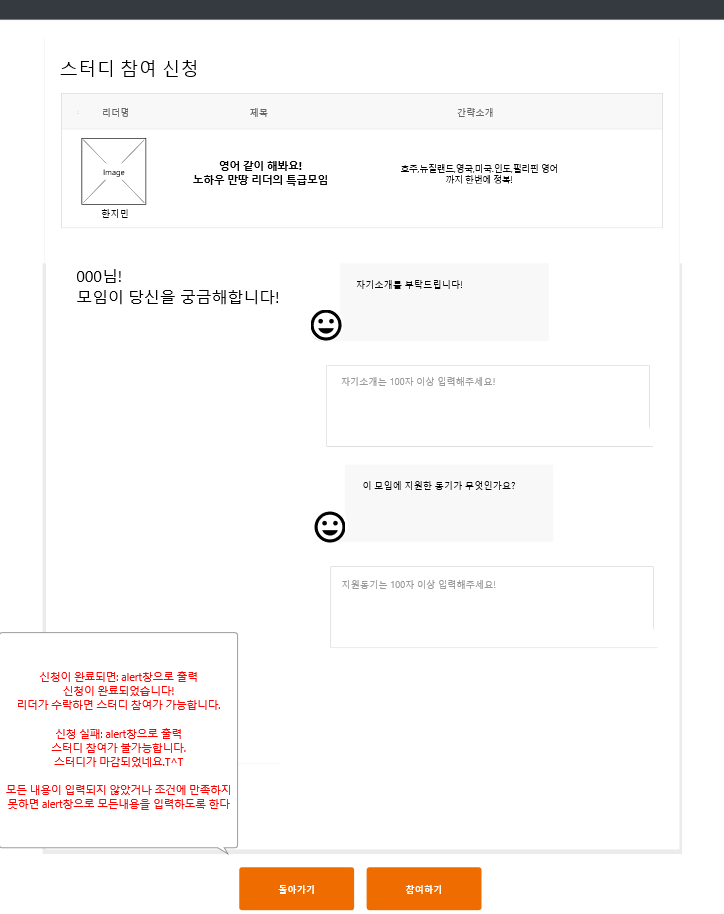 스터디 참여 신청
리더명 제목 간략소개
Image
한지민
영어 같이 해봐요!
노하우 만땅 리더의 특급모임
호주,뉴질랜드,영국,미국,인도,필리핀 영어
까지 한번에 정복!
000님!
모임이 당신을 궁금해합니다!
자기소개를 부탁드립니다!
자기소개는 100자 이상 입력해주세요!
이 모임에 지원한 동기가 무엇인가요?
지원동기는 100자 이상 입력해주세요!
신청이 완료되면: alert창으로 출력
신청이 완료되었습니다!
리더가 수락하면 스터디 참여가 가능합니다.
신청 실패: alert창으로 출력
스터디 참여가 불가능합니다.
스터디가 마감되었네요.T^T
모든 내용이 입력되지 않았거나 조건에 만족하지
못하면 alert창으로 모든내용을 입력하도록 한다
돌아가기 참여하기